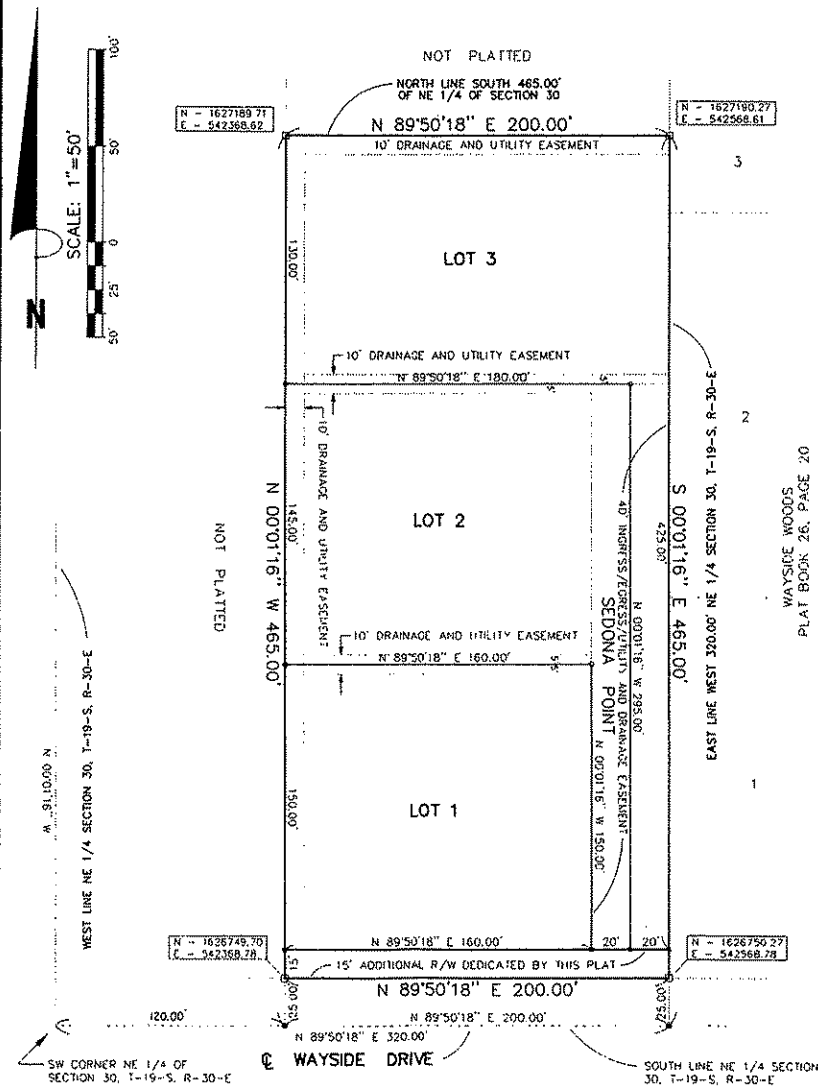 NOT PLATTED
NORTH LINE SOUTH 465.00'
OF NE 1/4 OF SECTION 30
N - 1627189.71
E - 542368.62
N - 1627190.27
E - 542568.61
N 89°50'18" E 200.00'
10' DRAINAGE AND UTILITY EASEMENT
3
100'
50'
0
25'
50'
SCALE: 1"=50'
N
LOT 3
130.00'
10' DRAINAGE AND UTILITY EASEMENT
N 89°50'18" E 180.00'
5'
5'
10' DRAINAGE AND UTILITY EASEMENT
2
LOT 2
145.00'
N 00°01'16" W 465.00'
NOT PLATTED
40' INGRESS/EGRESS/UTILITY AND DRAINAGE EASEMENT
SEDONA POINT
N 00°01'16" W 295.00'
425.00'
S 00°01'16" E 465.00'
EAST LINE WEST 320.00' NE 1/4 SECTION 30, T-19-S, R-30-E
WAYSIDE WOODS
PLAT BOOK 26, PAGE 20
10' DRAINAGE AND UTILITY EASEMENT
N 89°50'18" E 160.00'
5'
5'
1
LOT 1
150.00'
N 00°01'16" W 150.00'
WEST LINE NE 1/4 SECTION 30, T-19-S, R-30-E
N 00°01'16" W
N - 1626749.70
E - 542368.78
N 89°50'18" E 160.00'
20'
20'
N - 1626750.27
E - 542568.78
15'
15' ADDITIONAL R/W DEDICATED BY THIS PLAT
N 89°50'18" E 200.00'
25.00'
25.00'
120.00'
N 89°50'18" E 200.00'
N 89°50'18" E 320.00'
℄ WAYSIDE DRIVE
SW CORNER NE 1/4 OF
SECTION 30, T-19-S, R-30-E
SOUTH LINE NE 1/4 SECTION
30, T-19-S, R-30-E